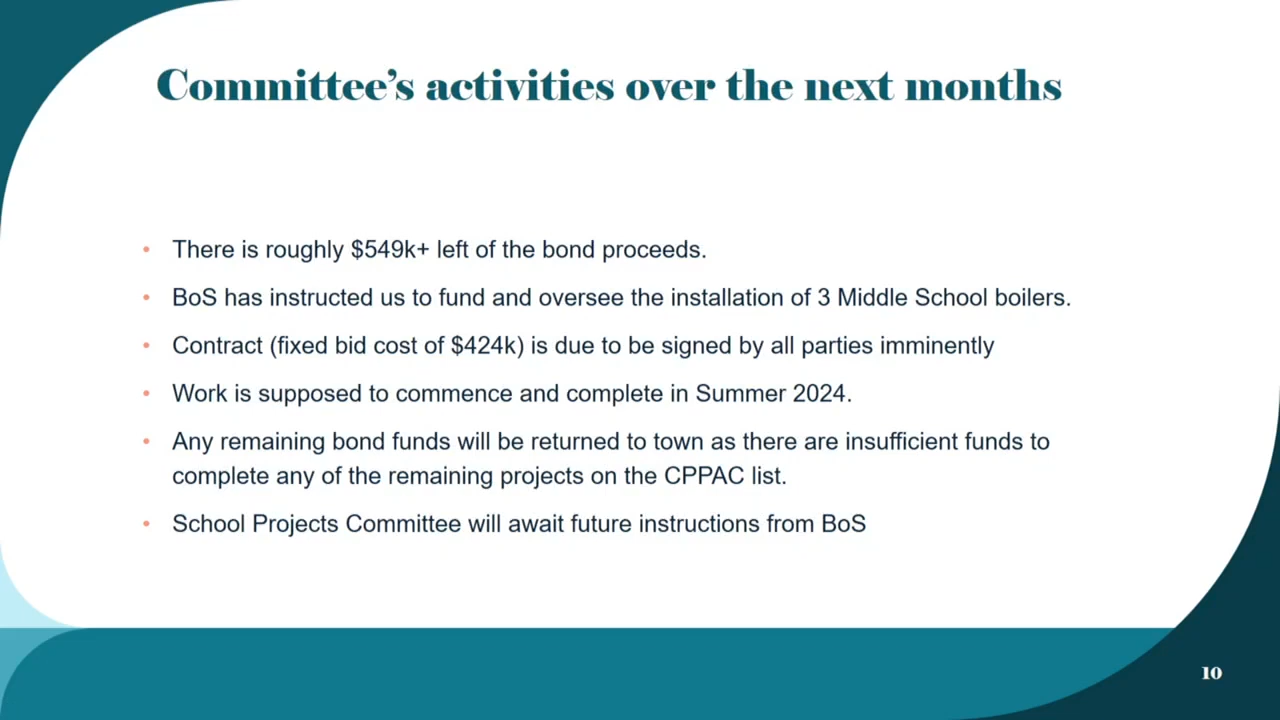 Committee’s activities over the next months
• There is roughly $549k+ left of the bond proceeds.
• BoS has instructed us to fund and oversee the installation of 3 Middle School boilers.
• Contract (fixed bid cost of $424k) is due to be signed by all parties imminently
• Work is supposed to commence and complete in Summer 2024.
• Any remaining bond funds will be returned to town as there are insufficient funds to
complete any of the remaining projects on the CPPAC list.
• School Projects Committee will await future instructions from BoS
10